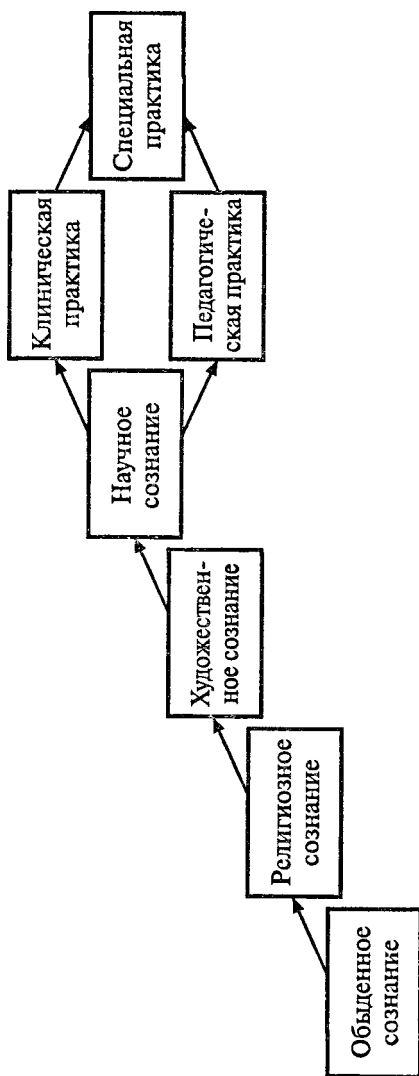 Обыденное
сознание
Религиозное
сознание
Художествен-
ное сознание
Научное
сознание
Клиническая
практика
Педагогиче-
ская практика
Специальная
практика